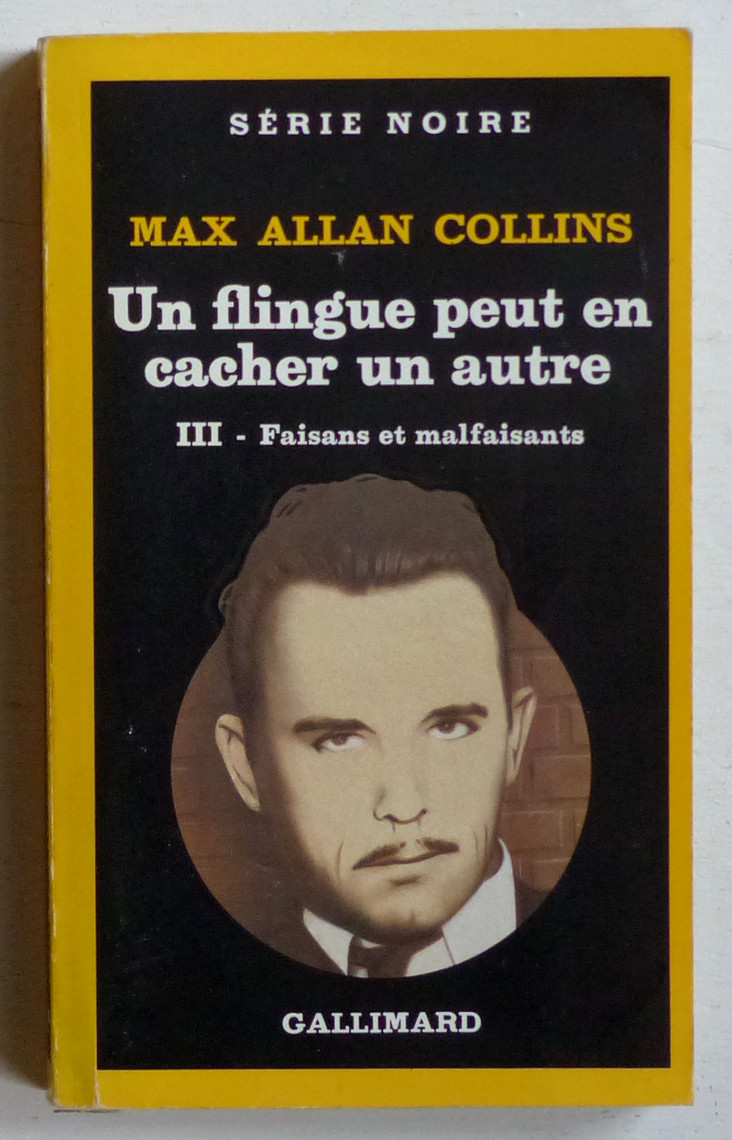 SÉRIE NOIRE
MAX ALLAN COLLINS
Un flingue peut en
cacher un autre
III - Faisans et malfaisants
GALLIMARD